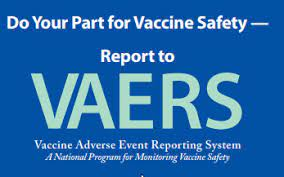 Do Your Part for Vaccine Safety —
Report to
VAERS
Vaccine Adverse Event Reporting System
A National Program for Monitoring Vaccine Safety